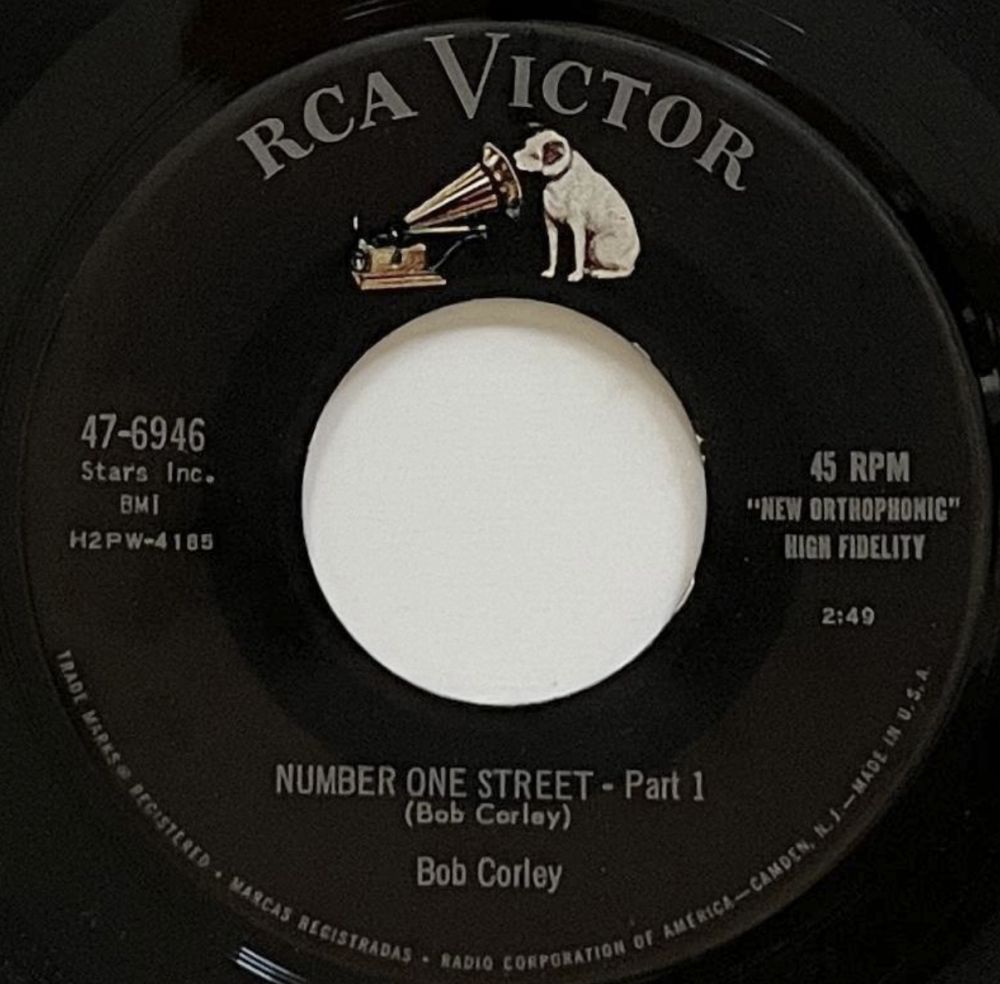 RCA VICTOR
47-6946
Stars Inc.
BMI
H2PW-4185
45 RPM
"NEW ORTHOPHONIC"
HIGH FIDELITY
2:49
NUMBER ONE STREET - Part 1
(Bob Corley)
Bob Corley
TRADE MARKS ® REGISTERED • MARCAS REGISTRADAS • RADIO CORPORATION OF AMERICA—CAMDEN, N. J.—MADE IN U.S.A.